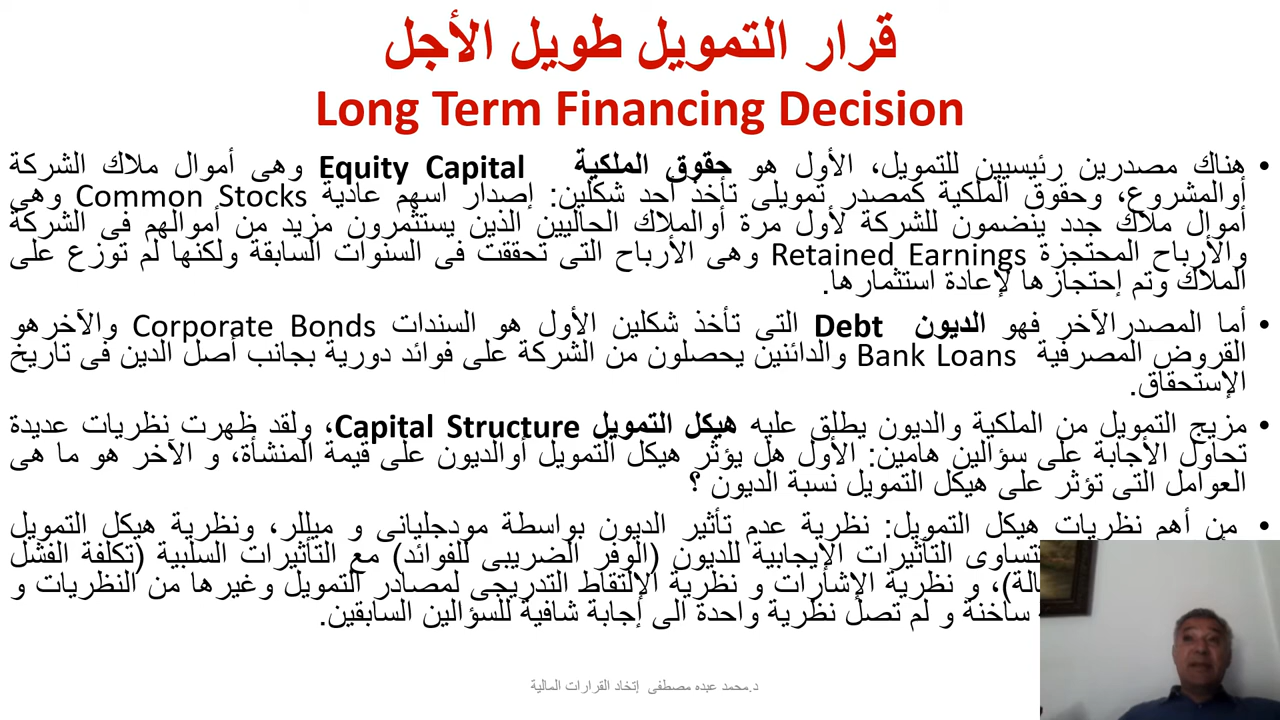 قرار التمويل طويل الأجل
Long Term Financing Decision
• هناك مصدرين رئيسيين للتمويل، الأول هو حقوق الملكية Equity Capital وهى أموال ملاك الشركة
أوالمشروع، وحقوق الملكية كمصدر تمويلى تأخذ أحد شكلين: إصدار اسهم عادية Common Stocks وهي
أموال ملاك جدد ينضمون للشركة لأول مرة أوالملاك الحاليين الذين يستثمرون مزيد من أموالهم فى الشركة
والأرباح المحتجزة Retained Earnings وهى الأرباح التى تحققت فى السنوات السابقة ولكنها لم توزع على
الملاك وتم إحتجازها لإعادة استثمارها.
• أما المصدرالآخر فهو الديون Debt التى تأخذ شكلين الأول هو السندات Corporate Bonds والآخرهو
القروض المصرفية Bank Loans والدائنين يحصلون من الشركة على فوائد دورية بجانب أصل الدين فى تاريخ
الإستحقاق.
• مزيج التمويل من الملكية والديون يطلق عليه هيكل التمويل Capital Structure، ولقد ظهرت نظريات عديدة
تحاول الأجابة على سؤالين هامين: الأول هل يؤثر هيكل التمويل أوالديون على قيمة المنشأة، و الآخر هو ما هى
العوامل التى تؤثر على هيكل التمويل نسبة الديون ؟
• من أهم نظريات هيكل التمويل: نظرية عدم تأثير الديون بواسطة مودجليانى و ميللر، ونظرية هيكل التمويل
تتساوى التأثيرات الإيجابية للديون (الوفر الضريبى للفوائد) مع التأثيرات السلبية (تكلفة الفشل
و نظرية الإشارات و نظرية الإلتقاط التدريجى لمصادر التمويل وغيرها من النظريات و
ساخنة و لم تصل نظرية واحدة الى إجابة شافية للسؤالين السابقين.
د.محمد عبده مصطفى إتخاد القرارات المالية